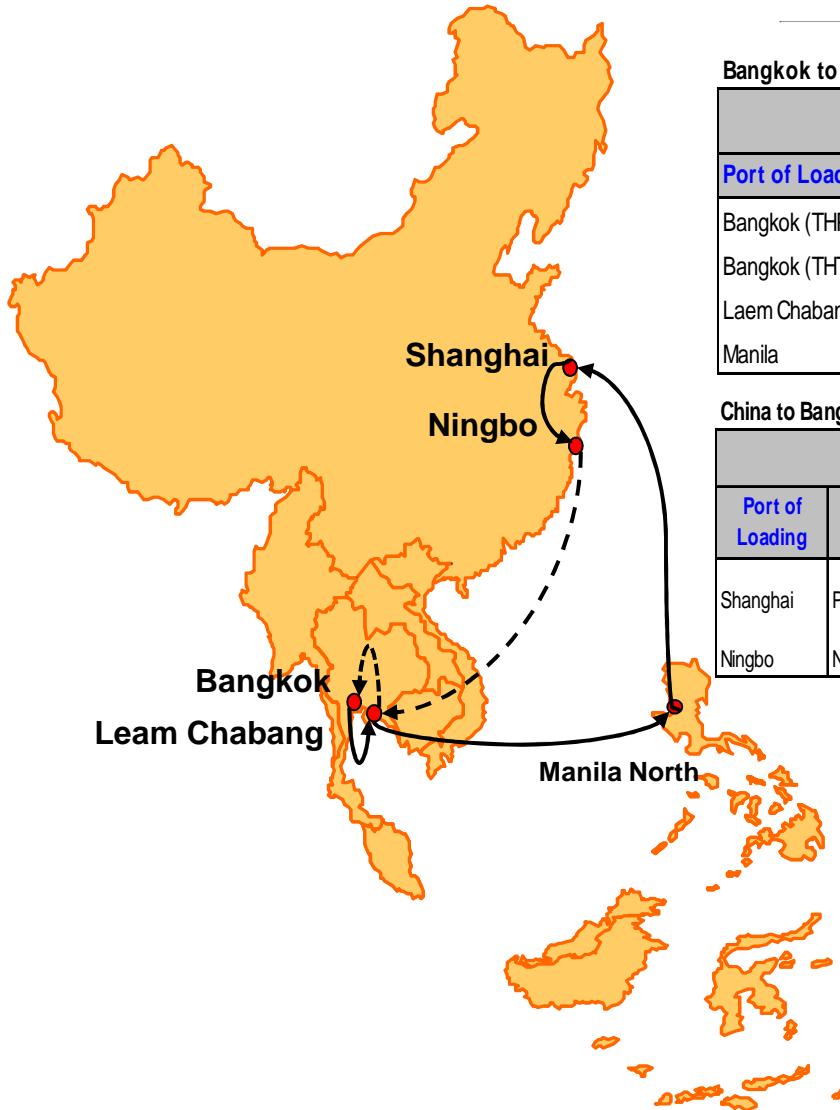 Bangkok to
Port of Load
Bangkok (TH
Bangkok (THT
Laem Chaban
Manila
China to Bang
Port of
Loading
Shanghai P
Ningbo N
Shanghai
Ningbo
Bangkok
Leam Chabang
Manila North